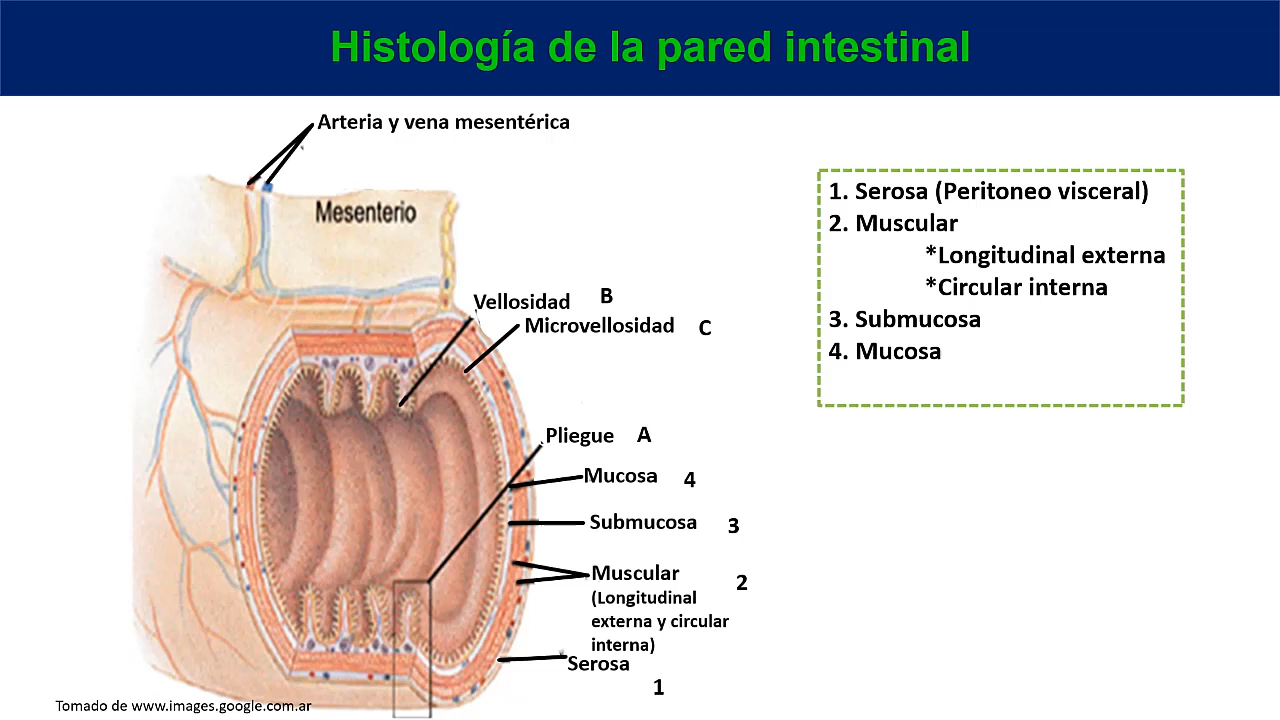 Histología de la pared intestinal
Arteria y vena mesentérica
Mesenterio
Vellosidad B
Microvellosidad C
Pliegue A
Mucosa 4
Submucosa 3
Muscular 2
(Longitudinal
externa y circular
interna)
Serosa
1
Tomado de www.images.google.com.ar
1. Serosa (Peritoneo visceral)
2. Muscular
*Longitudinal externa
*Circular interna
3. Submucosa
4. Mucosa